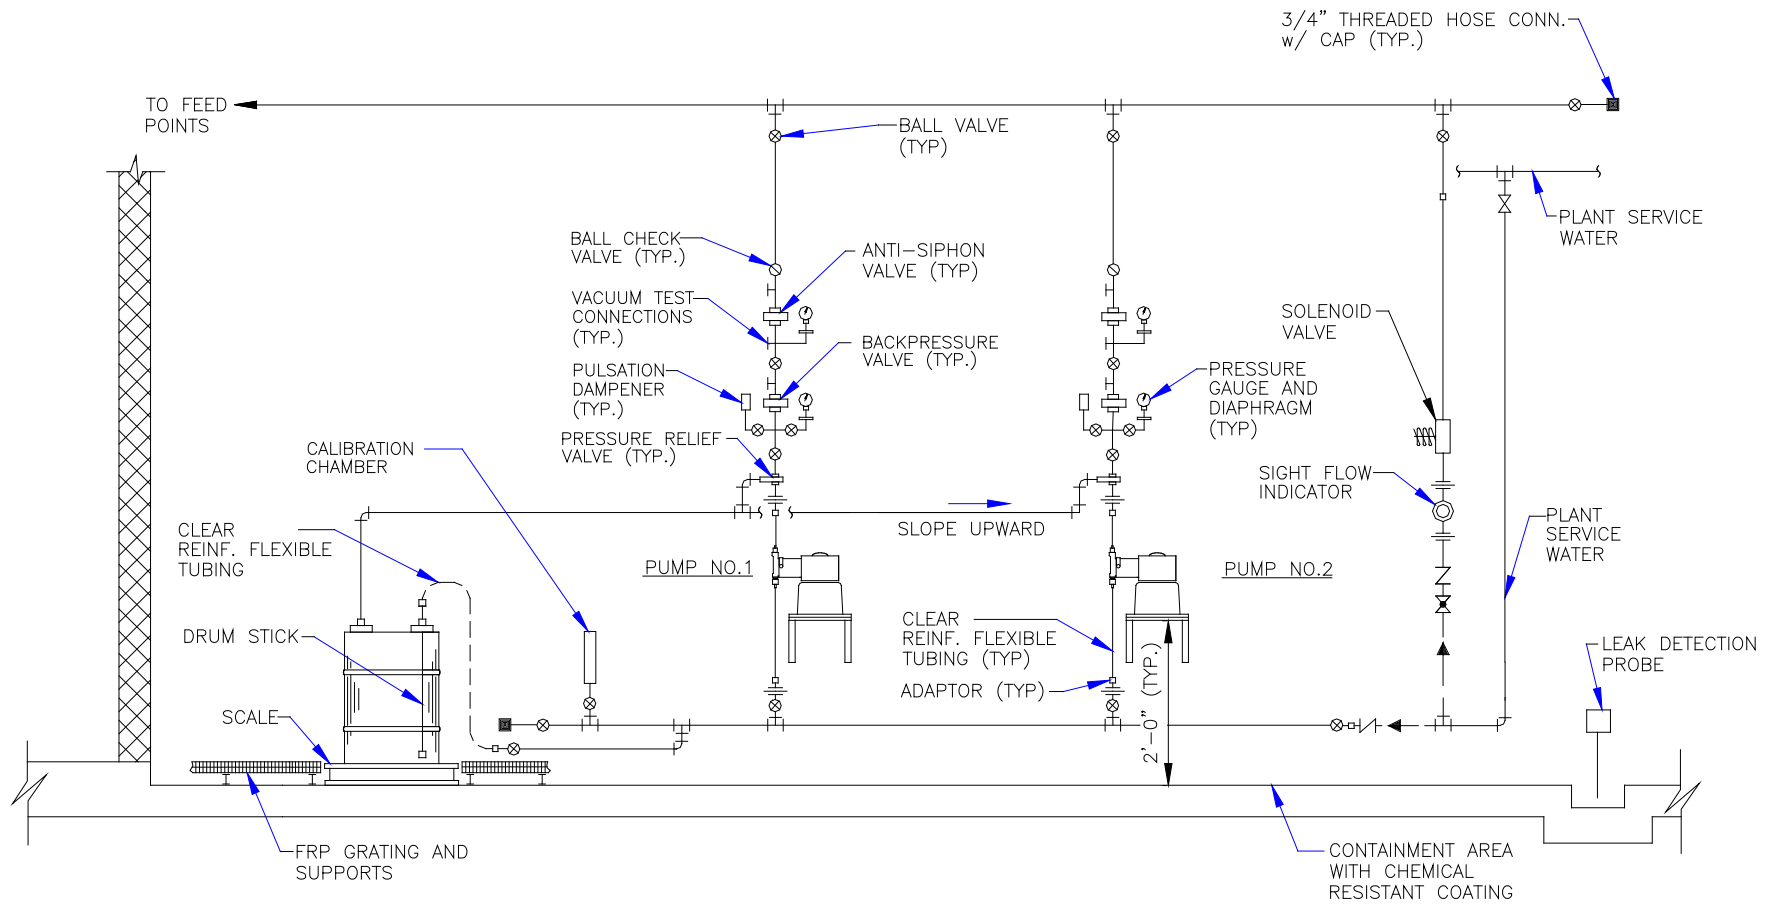 3/4" THREADED HOSE CONN.
w/ CAP (TYP.)
TO FEED
POINTS
BALL VALVE
(TYP)
PLANT SERVICE
WATER
BALL CHECK
VALVE (TYP.)
ANTI-SIPHON
VALVE (TYP)
VACUUM TEST
CONNECTIONS
(TYP.)
SOLENOID
VALVE
BACKPRESSURE
VALVE (TYP.)
PULSATION
DAMPENER
(TYP.)
PRESSURE
GAUGE AND
DIAPHRAGM
(TYP)
PRESSURE RELIEF
VALVE (TYP.)
CALIBRATION
CHAMBER
SIGHT FLOW
INDICATOR
CLEAR
REINF. FLEXIBLE
TUBING
SLOPE UPWARD
PLANT
SERVICE
WATER
PUMP NO.1
PUMP NO.2
DRUM STICK
CLEAR
REINF. FLEXIBLE
TUBING (TYP)
ADAPTOR (TYP)
2'-0" (TYP.)
LEAK DETECTION
PROBE
SCALE
FRP GRATING AND
SUPPORTS
CONTAINMENT AREA
WITH CHEMICAL
RESISTANT COATING